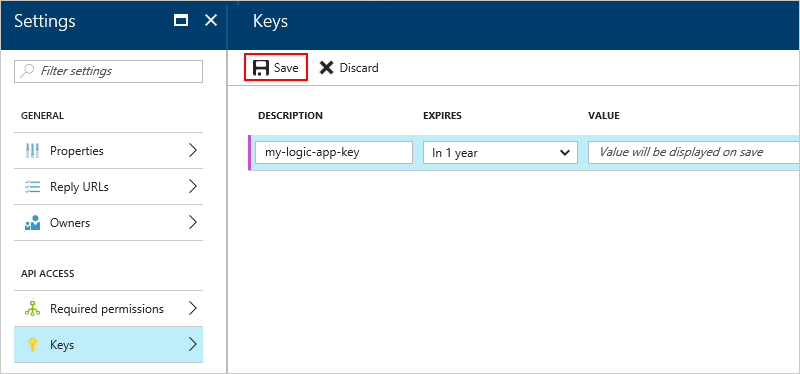 Settings
Keys
Filter settings
Save
Discard
GENERAL
DESCRIPTION
EXPIRES
VALUE
Properties
my-logic-app-key
In 1 year
Value will be displayed on save
Reply URLs
Owners
API ACCESS
Required permissions
Keys